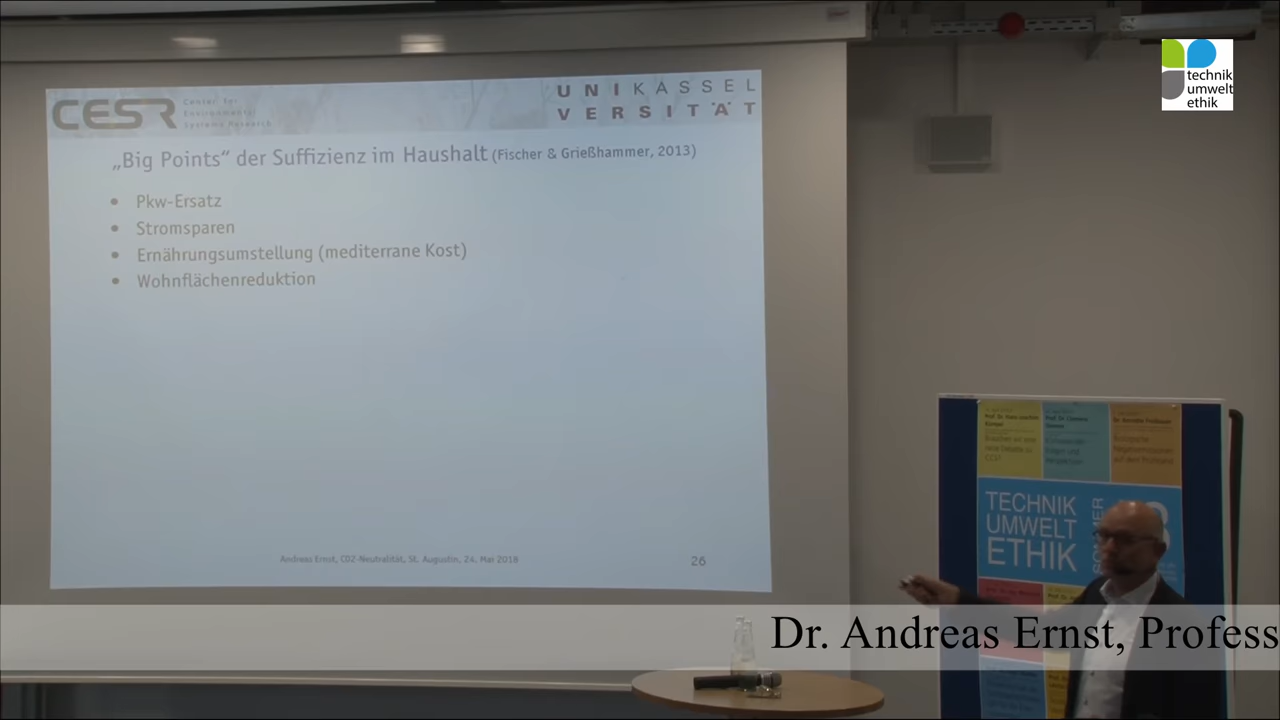 CESR
Center for
Environmental
Systems Research
UNIKASSEL
VERSITÄT
„Big Points“ der Suffizienz im Haushalt (Fischer & Grießhammer, 2013)
• Pkw-Ersatz
• Stromsparen
• Ernährungsumstellung (mediterrane Kost)
• Wohnflächenreduktion
Andreas Ernst, CO2-Neutralität, St. Augustin, 24. Mai 2018
26
technik
umwelt
ethik
TECHNIK
UMWELT
ETHIK
Dr. Andreas Ernst, Profess